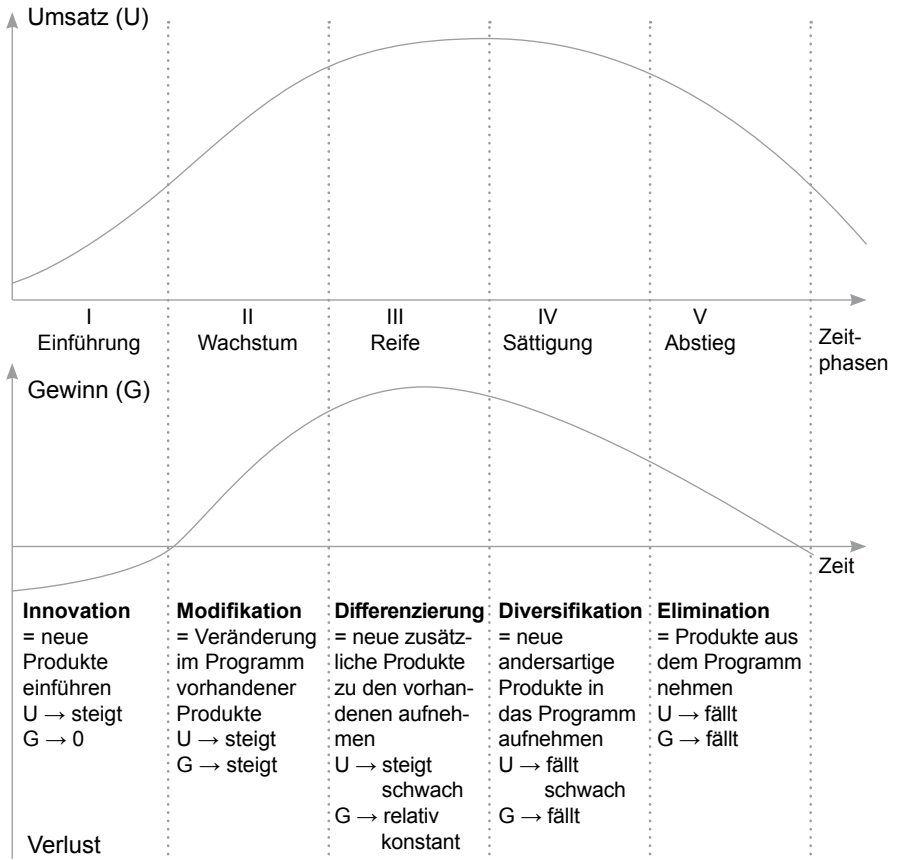 Umsatz (U)
I
Einführung
II
Wachstum
III
Reife
IV
Sättigung
V
Abstieg
Zeit-
phasen
Gewinn (G)
Zeit
Innovation
= neue
Produkte
einführen
U → steigt
G → 0
Modifikation
= Veränderung
im Programm
vorhandener
Produkte
U → steigt
G → steigt
Differenzierung
= neue zusätz-
liche Produkte
zu den vorhan-
denen aufneh-
men
U → steigt
schwach
G → relativ
konstant
Diversifikation
= neue
andersartige
Produkte in
das Programm
aufnehmen
U → fällt
schwach
G → fällt
Elimination
= Produkte aus
dem Programm
nehmen
U → fällt
G → fällt
Verlust